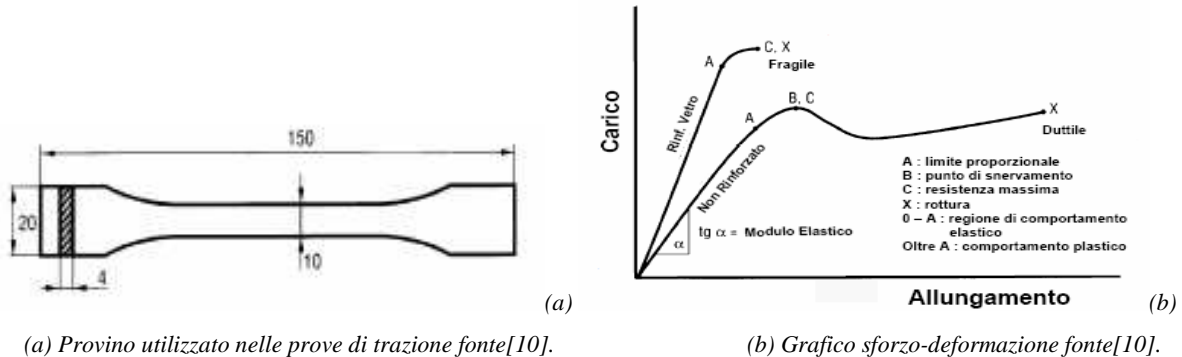 150
20
10
4
(a)
Carico
C, X
A
Fragile
Rinf. Vetro
B, C
A
X
Duttile
Non Rinforzato
α
tg α = Modulo Elastico
A : limite proporzionale
B : punto di snervamento
C : resistenza massima
X : rottura
0 – A : regione di comportamento
elastico
Oltre A : comportamento plastico
Allungamento
(b)
(a) Provino utilizzato nelle prove di trazione fonte[10].
(b) Grafico sforzo-deformazione fonte[10].